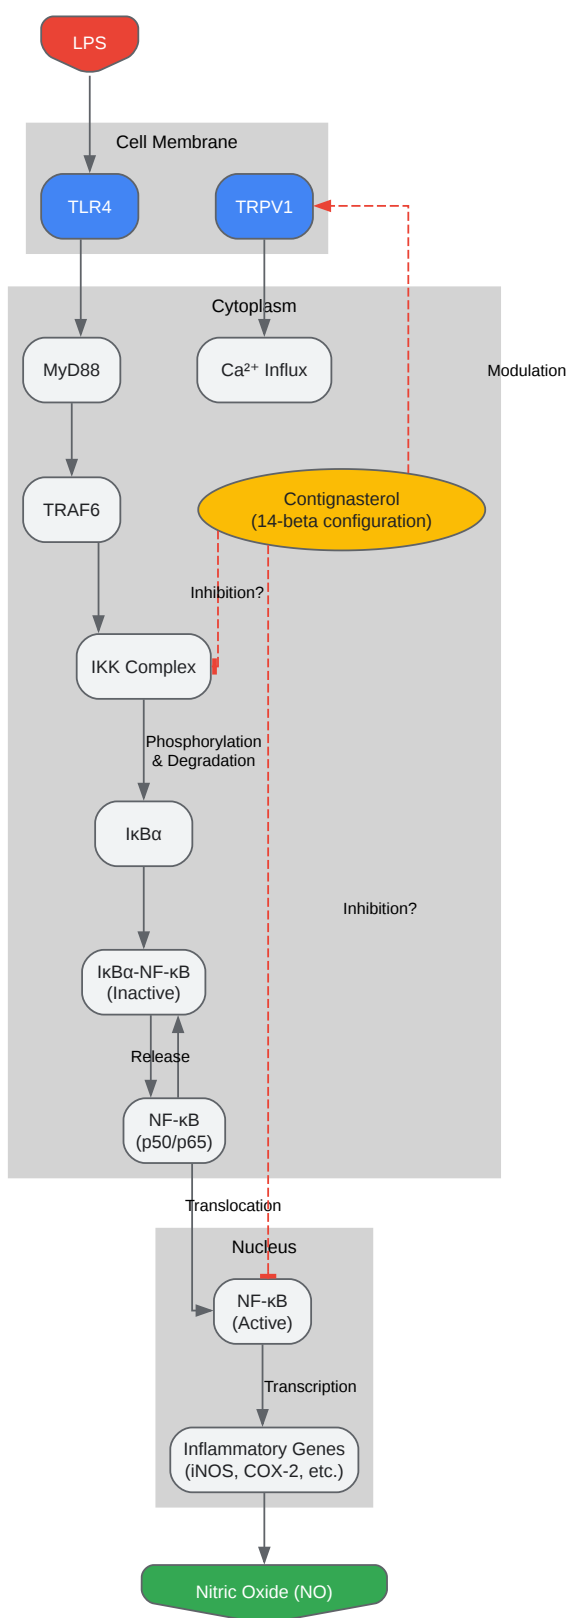 LPS
Cell Membrane
TLR4
TRPV1
Cytoplasm
MyD88
Ca²⁺ Influx
Modulation
TRAF6
Contignasterol
(14-beta configuration)
Inhibition?
IKK Complex
Phosphorylation
& Degradation
IκBα
Inhibition?
IκBα-NF-κB
(Inactive)
Release
NF-κB
(p50/p65)
Translocation
Nucleus
NF-κB
(Active)
Transcription
Inflammatory Genes
(iNOS, COX-2, etc.)
Nitric Oxide (NO)